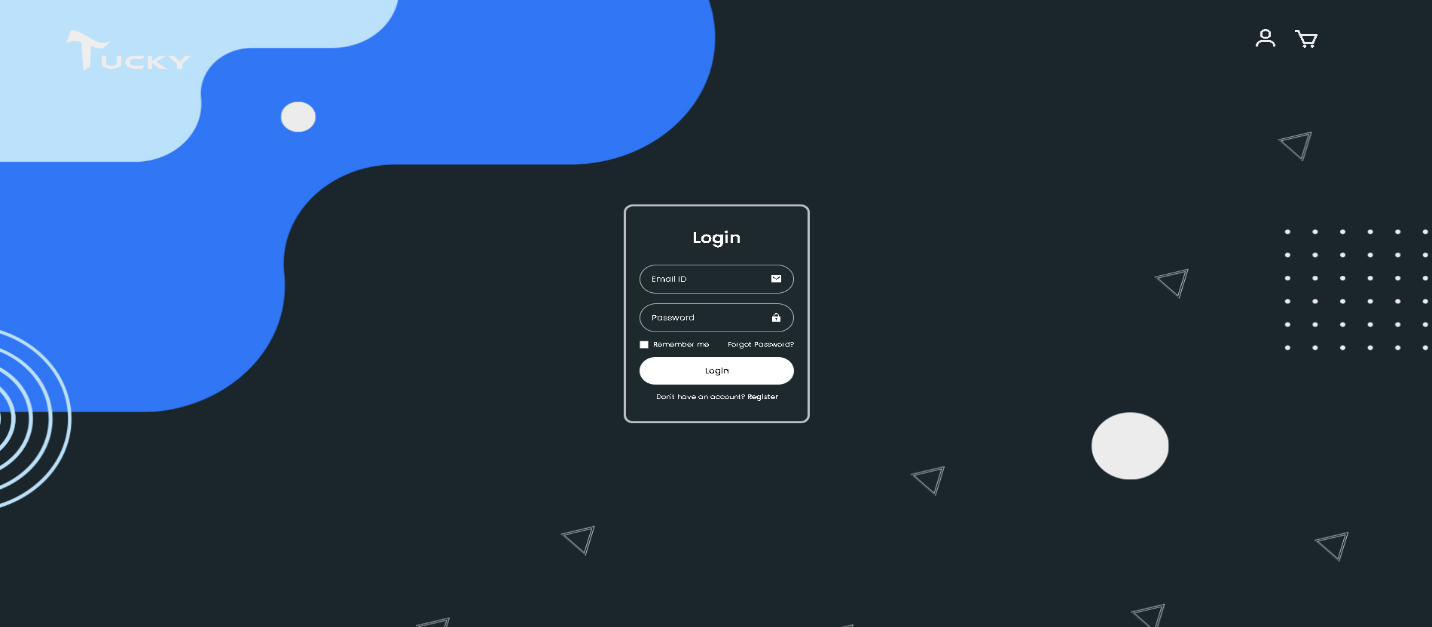 TUCKY
Login
Email ID
Password
Remember me Forgot Password?
Login
Don't have an account? Register